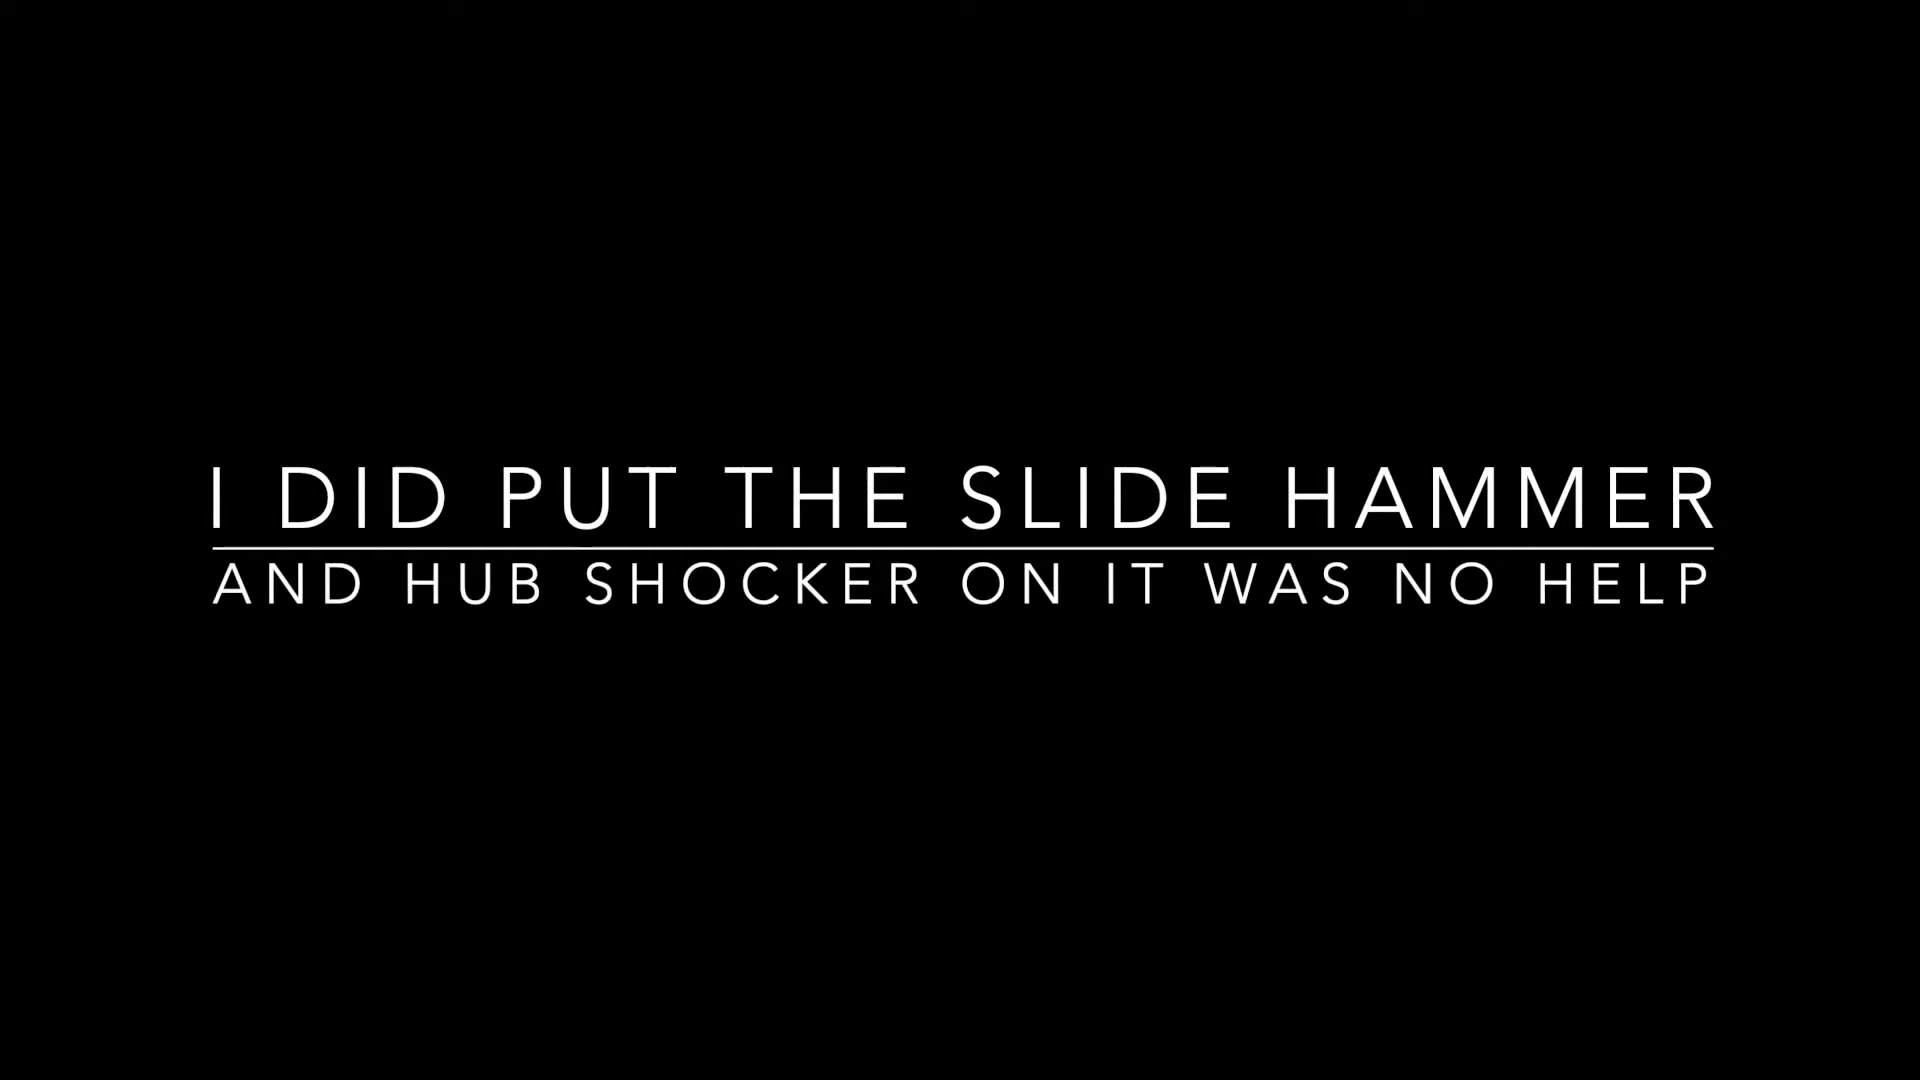 I DID PUT THE SLIDE HAMMER
AND HUB SHOCKER ON IT WAS NO HELP